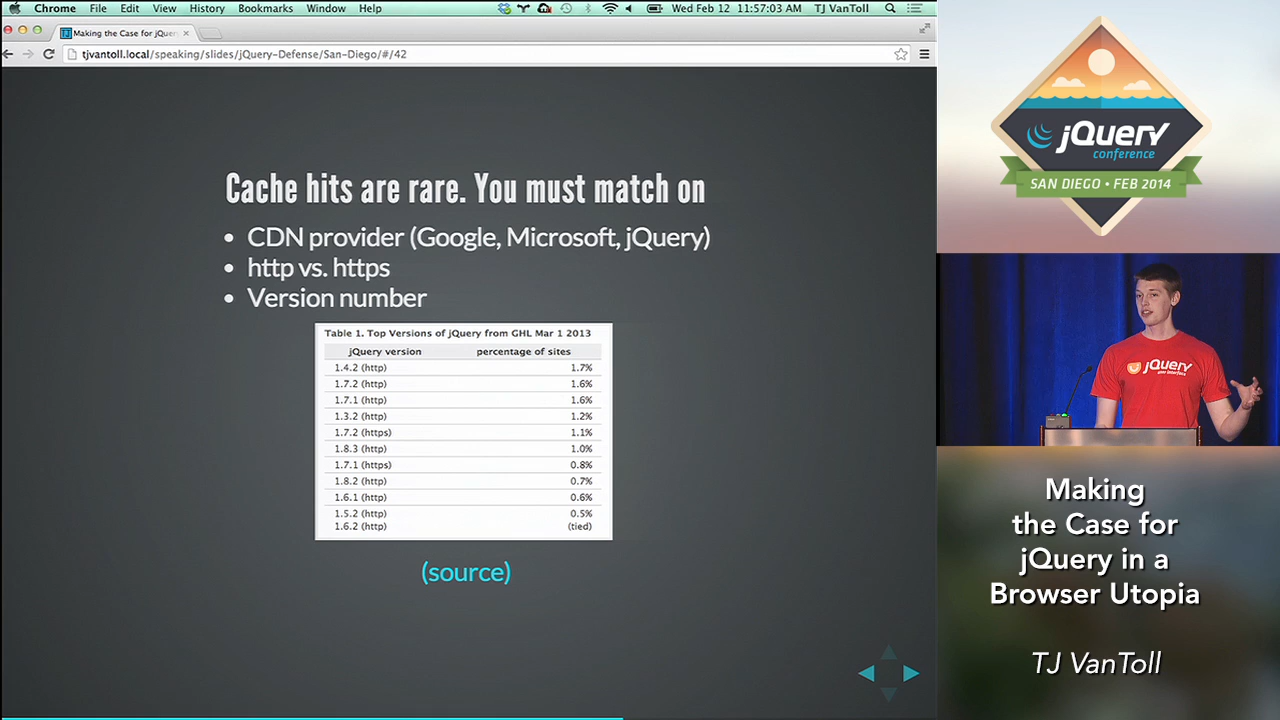 Chrome File Edit View History Bookmarks Window Help Wed Feb 12 11:57:03 AM TJ VanToll
Making the Case for jQuer
tjvantoll.local/speaking/slides/jQuery-Defense/San-Diego/#/42
Cache hits are rare. You must match on
• CDN provider (Google, Microsoft, jQuery)
• http vs. https
• Version number
Table 1. Top Versions of jQuery from GHL Mar 1 2013
jQuery version percentage of sites
1.4.2 (http) 1.7%
1.7.2 (http) 1.6%
1.7.1 (http) 1.6%
1.3.2 (http) 1.2%
1.7.2 (https) 1.1%
1.8.3 (http) 1.0%
1.7.1 (https) 0.8%
1.8.2 (http) 0.7%
1.6.1 (http) 0.6%
1.5.2 (http) 0.5%
1.6.2 (http) (tied)
(source)
jQuery
conference
SAN DIEGO • FEB 2014
jQuery
user interface
Making
the Case for
jQuery in a
Browser Utopia
TJ VanToll